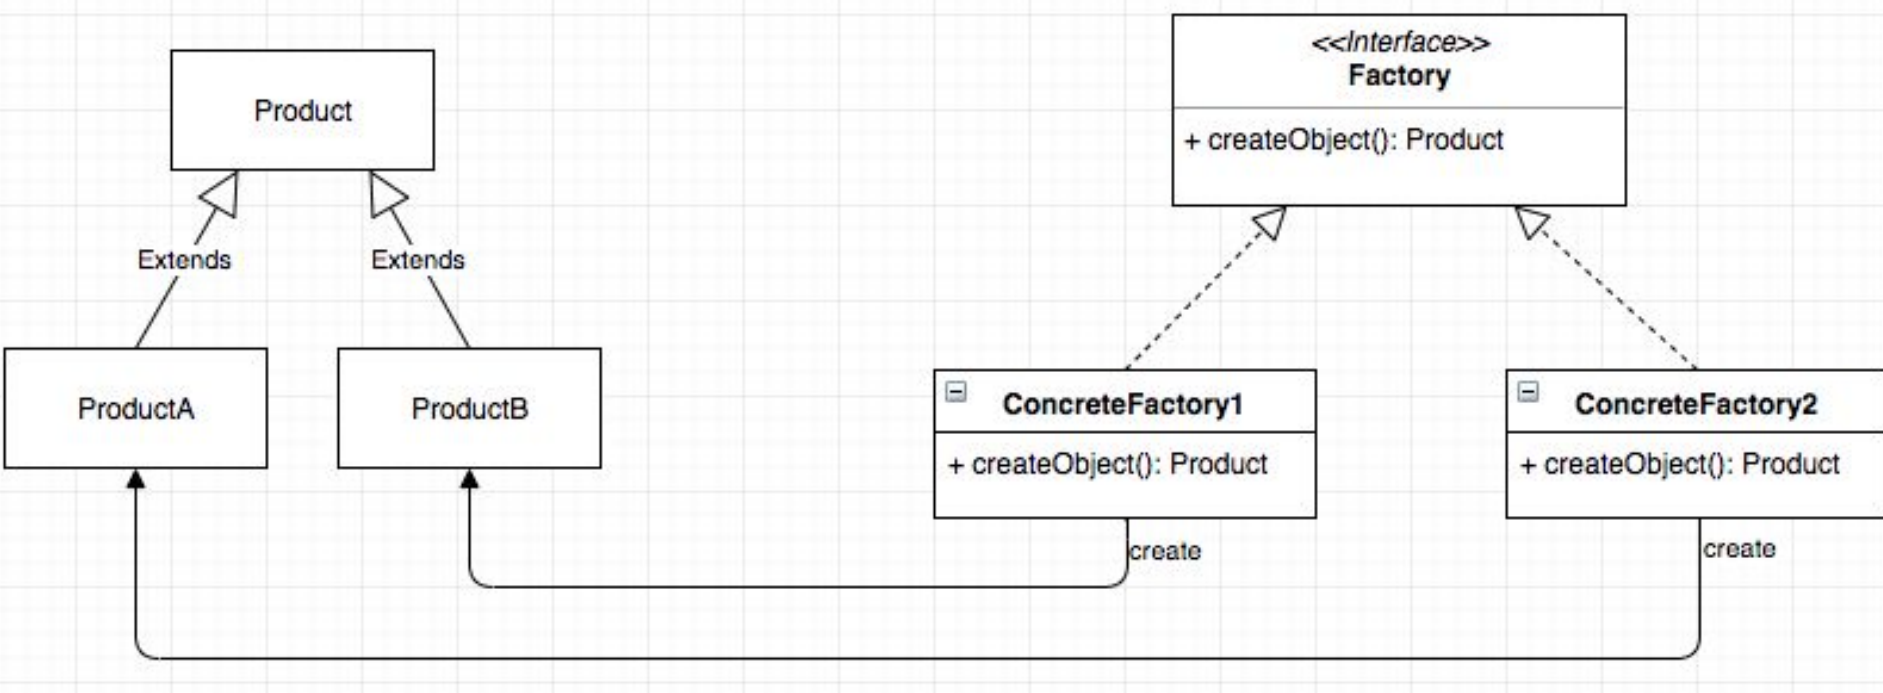 <<Interface>>
Factory
Product
+ createObject(): Product
Extends
Extends
ProductA
ProductB
ConcreteFactory1
ConcreteFactory2
+ createObject(): Product
+ createObject(): Product
create
create